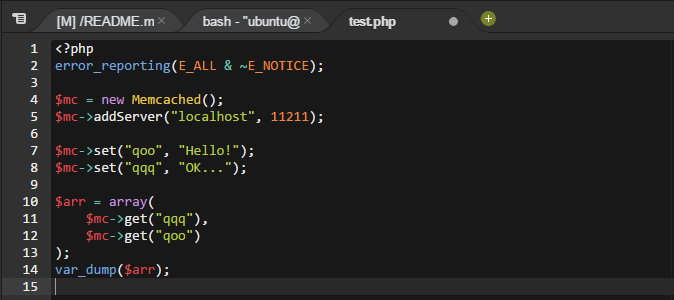 [M] /README.m × bash - "ubuntu@ × test.php
1 <?php
2 error_reporting(E_ALL & ~E_NOTICE);
3
4 $mc = new Memcached();
5 $mc->addServer("localhost", 11211);
6
7 $mc->set("qoo", "Hello!");
8 $mc->set("qqq", "OK...");
9
10 $arr = array(
11     $mc->get("qqq"),
12     $mc->get("qoo")
13 );
14 var_dump($arr);
15